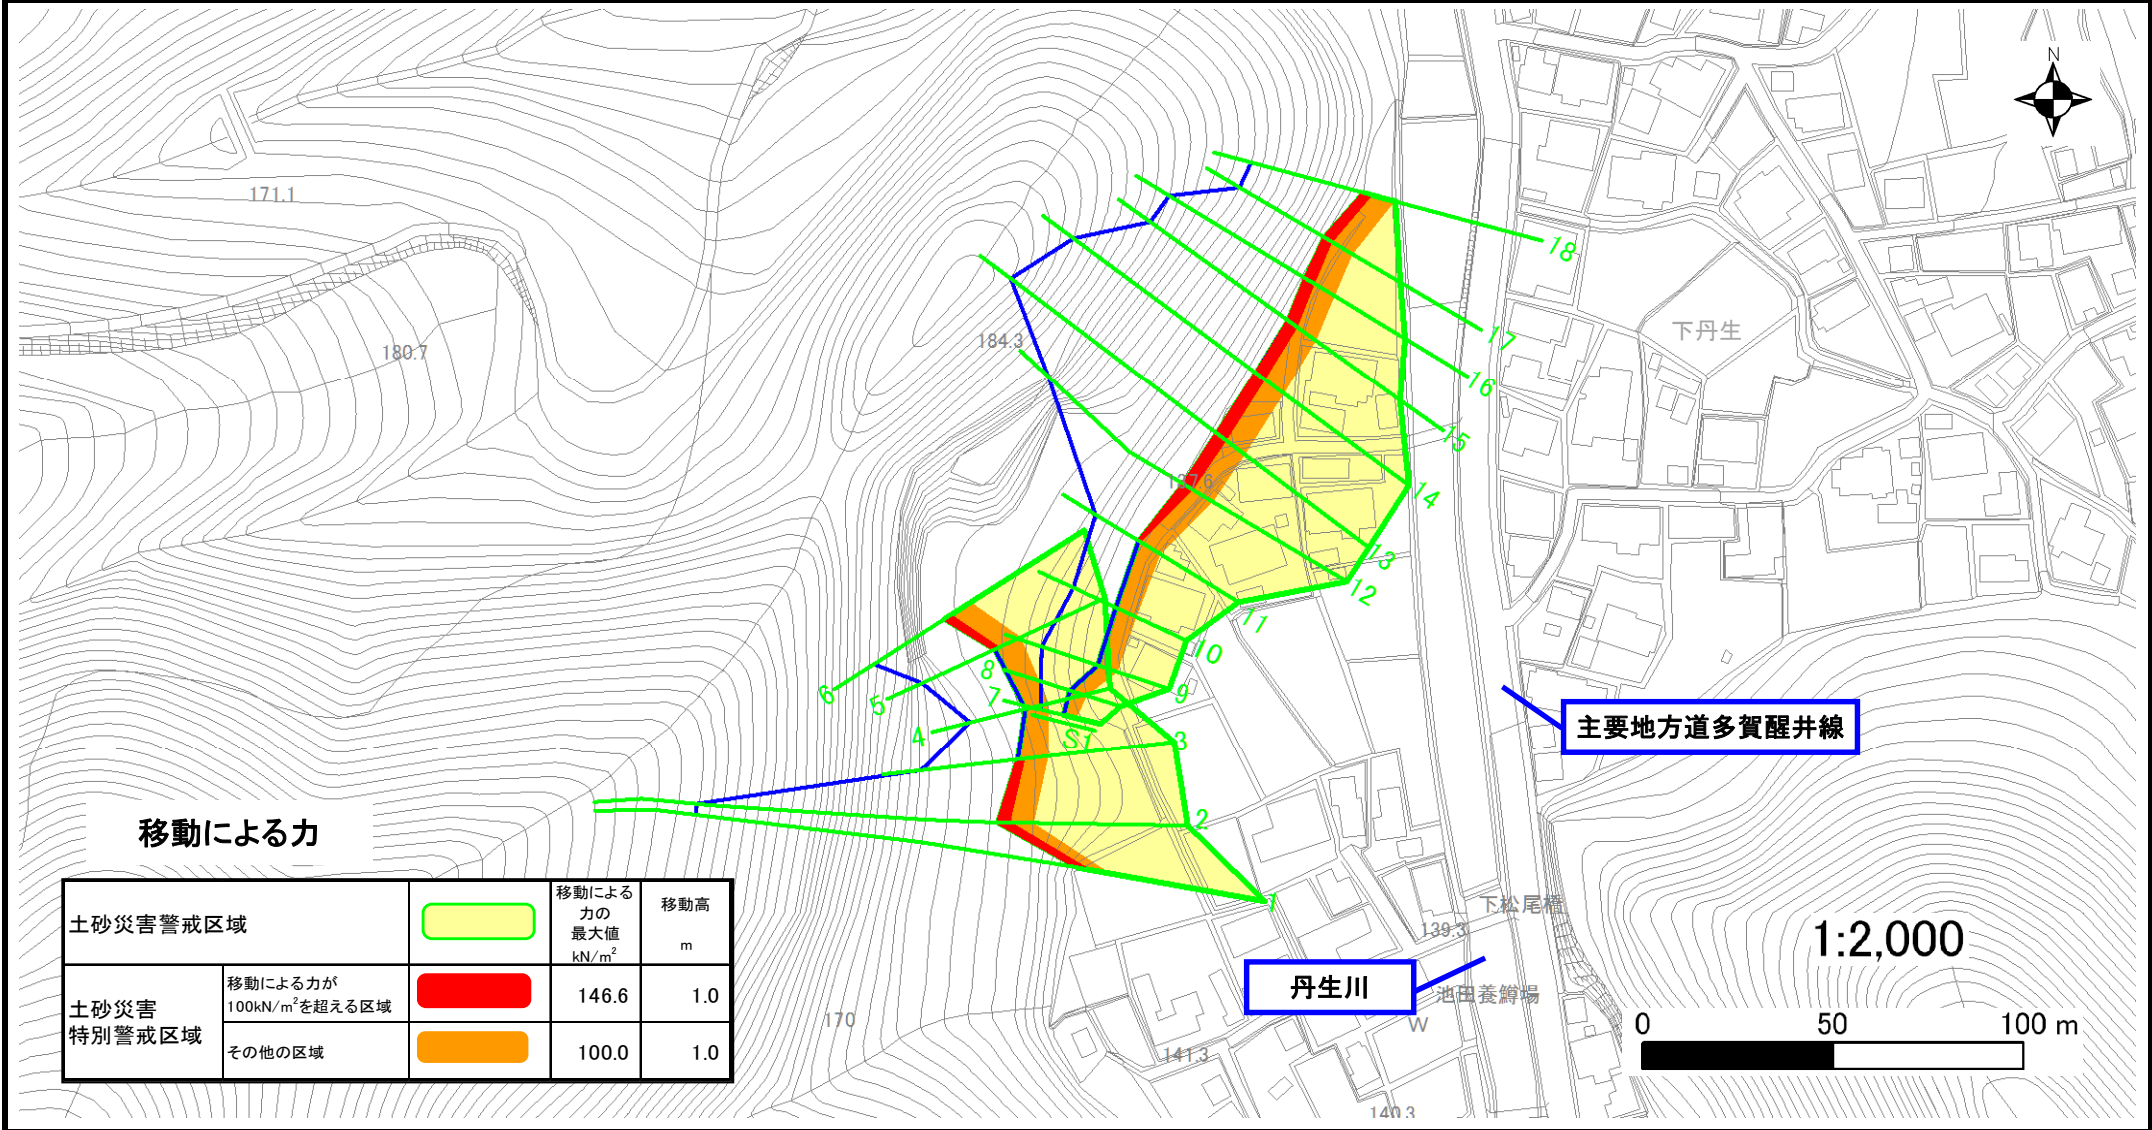 N
171.1
180.7
184.3
下丹生
127.6
18
17
16
15
14
13
12
11
10
9
8
7
6
5
4
S1
3
2
1
主要地方道多賀醒井線
移動による力
土砂災害警戒区域
移動による
力の
最大値
kN/m²
移動高
m
土砂災害
特別警戒区域
移動による力が
100kN/m²を超える区域
146.6
1.0
その他の区域
100.0
1.0
170
下松尾橋
139.3
丹生川
池田養鱒場
W
141.3
140.3
1:2,000
0
50
100 m